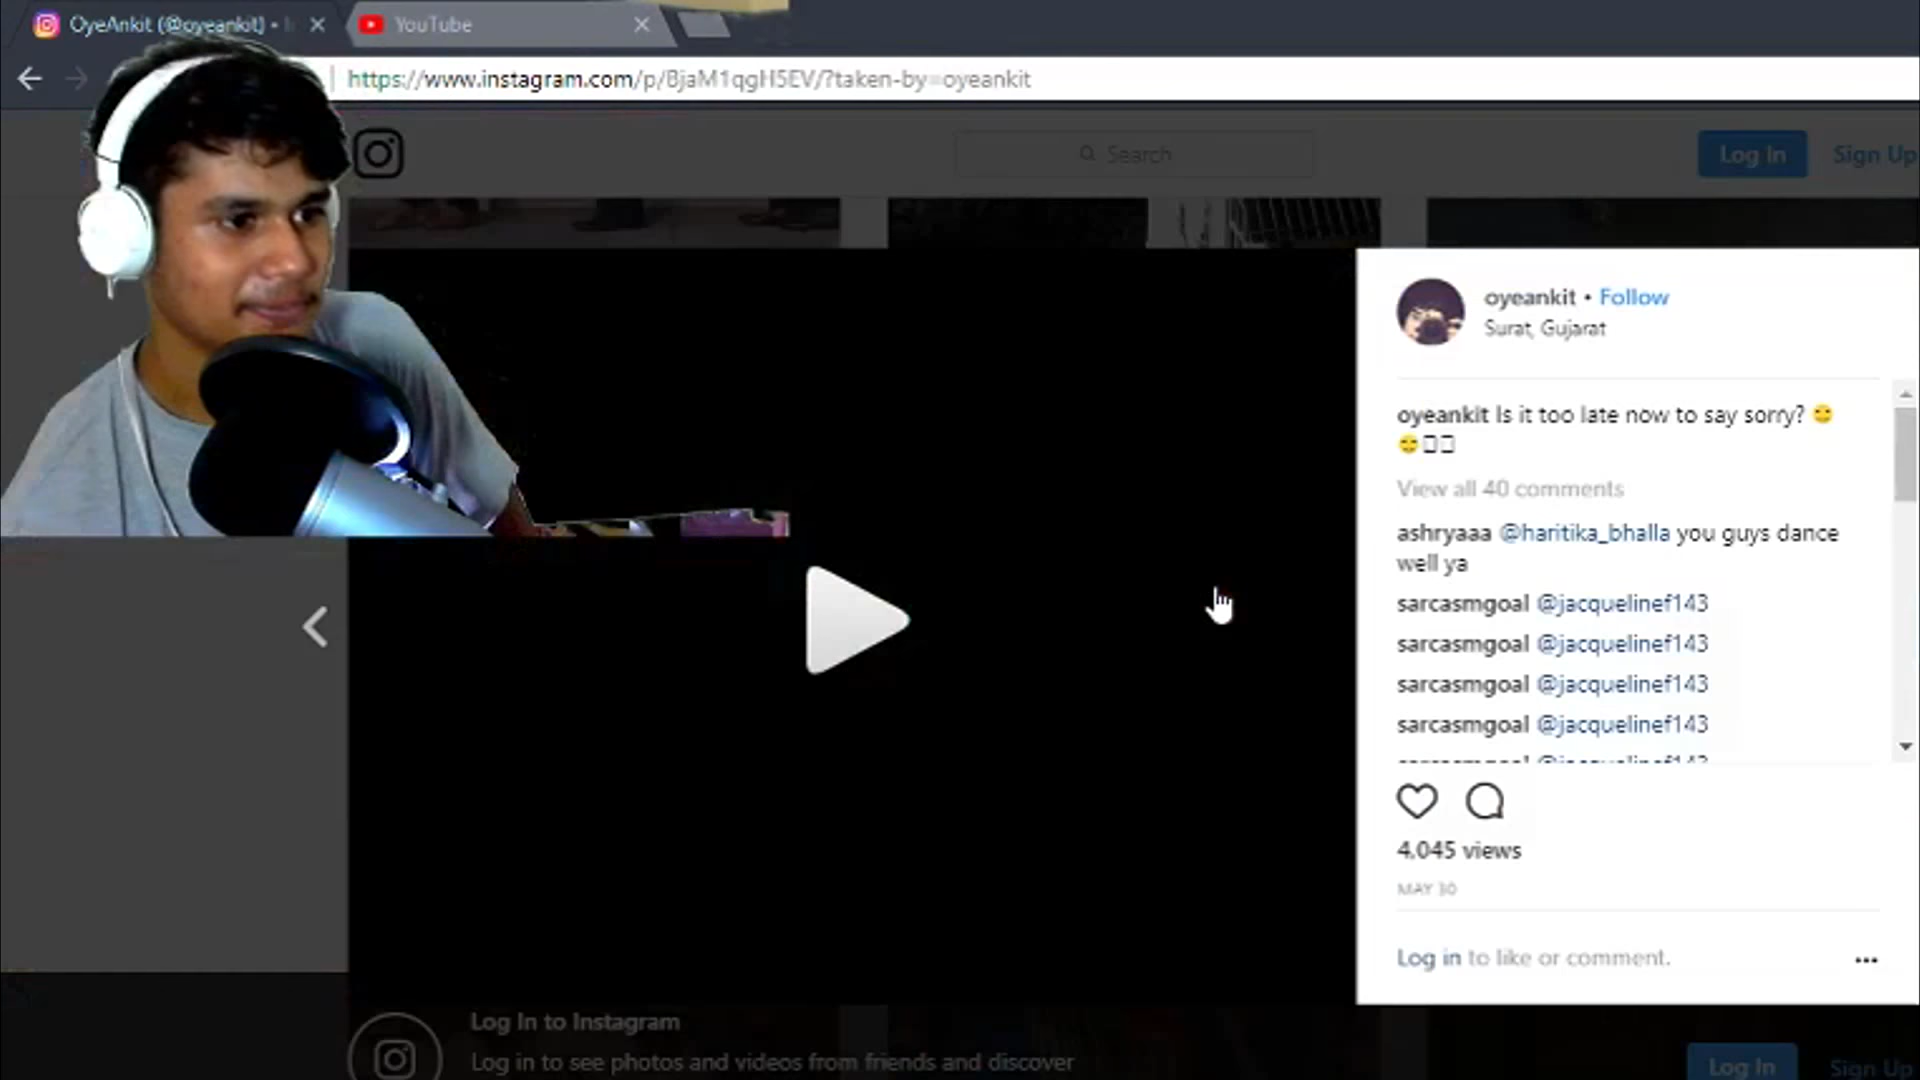 OyeAnkit (@oyeankit) •
YouTube
https://www.instagram.com/p/BjaM1qgH5EV/?taken-by=oyeankit
Search
Log In
Sign Up
oyeankit • Follow
Surat, Gujarat
oyeankit Is it too late now to say sorry? 😌
😌
View all 40 comments
ashryaaa @haritika_bhalla you guys dance
well ya
sarcasmgoal @jacquelinef143
sarcasmgoal @jacquelinef143
sarcasmgoal @jacquelinef143
sarcasmgoal @jacquelinef143
4,045 views
MAY 30
Log in to like or comment.
Log In to Instagram
Log in to see photos and videos from friends and discover
Log In
Sign Up